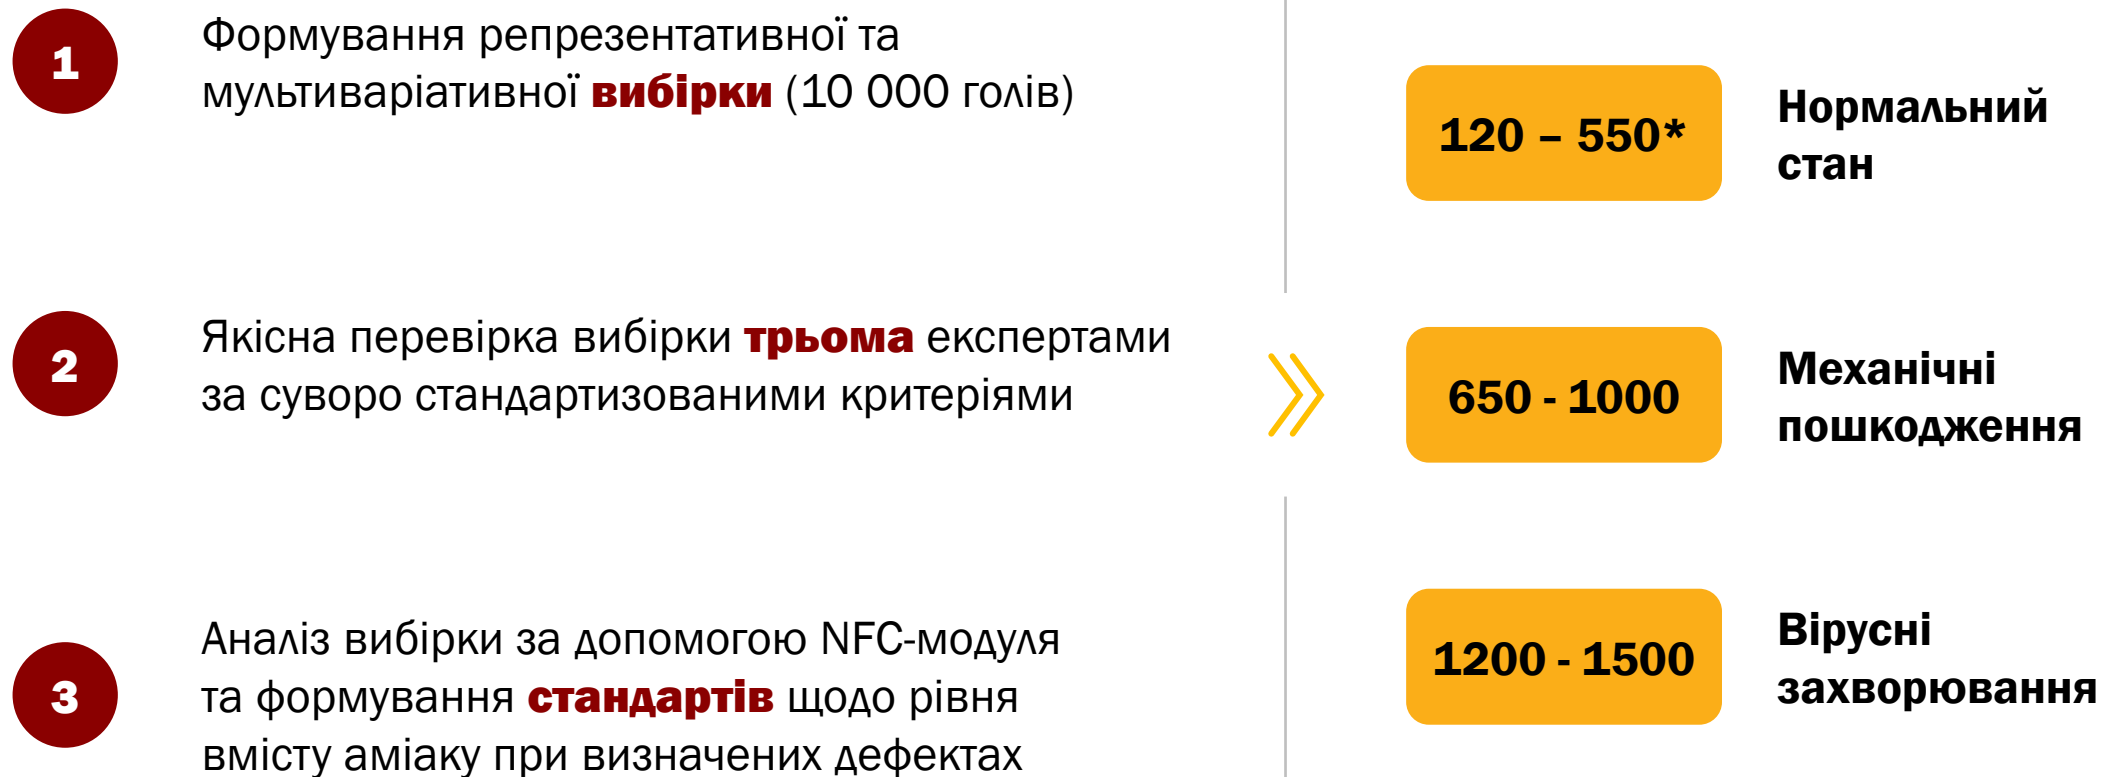 1
Формування репрезентативної та
мультиваріативної вибірки (10 000 голів)
2
Якісна перевірка вибірки трьома експертами
за суворо стандартизованими критеріями
3
Аналіз вибірки за допомогою NFC-модуля
та формування стандартів щодо рівня
вмісту аміаку при визначених дефектах
120 – 550*
Нормальний
стан
650 - 1000
Механічні
пошкодження
1200 - 1500
Вірусні
захворювання